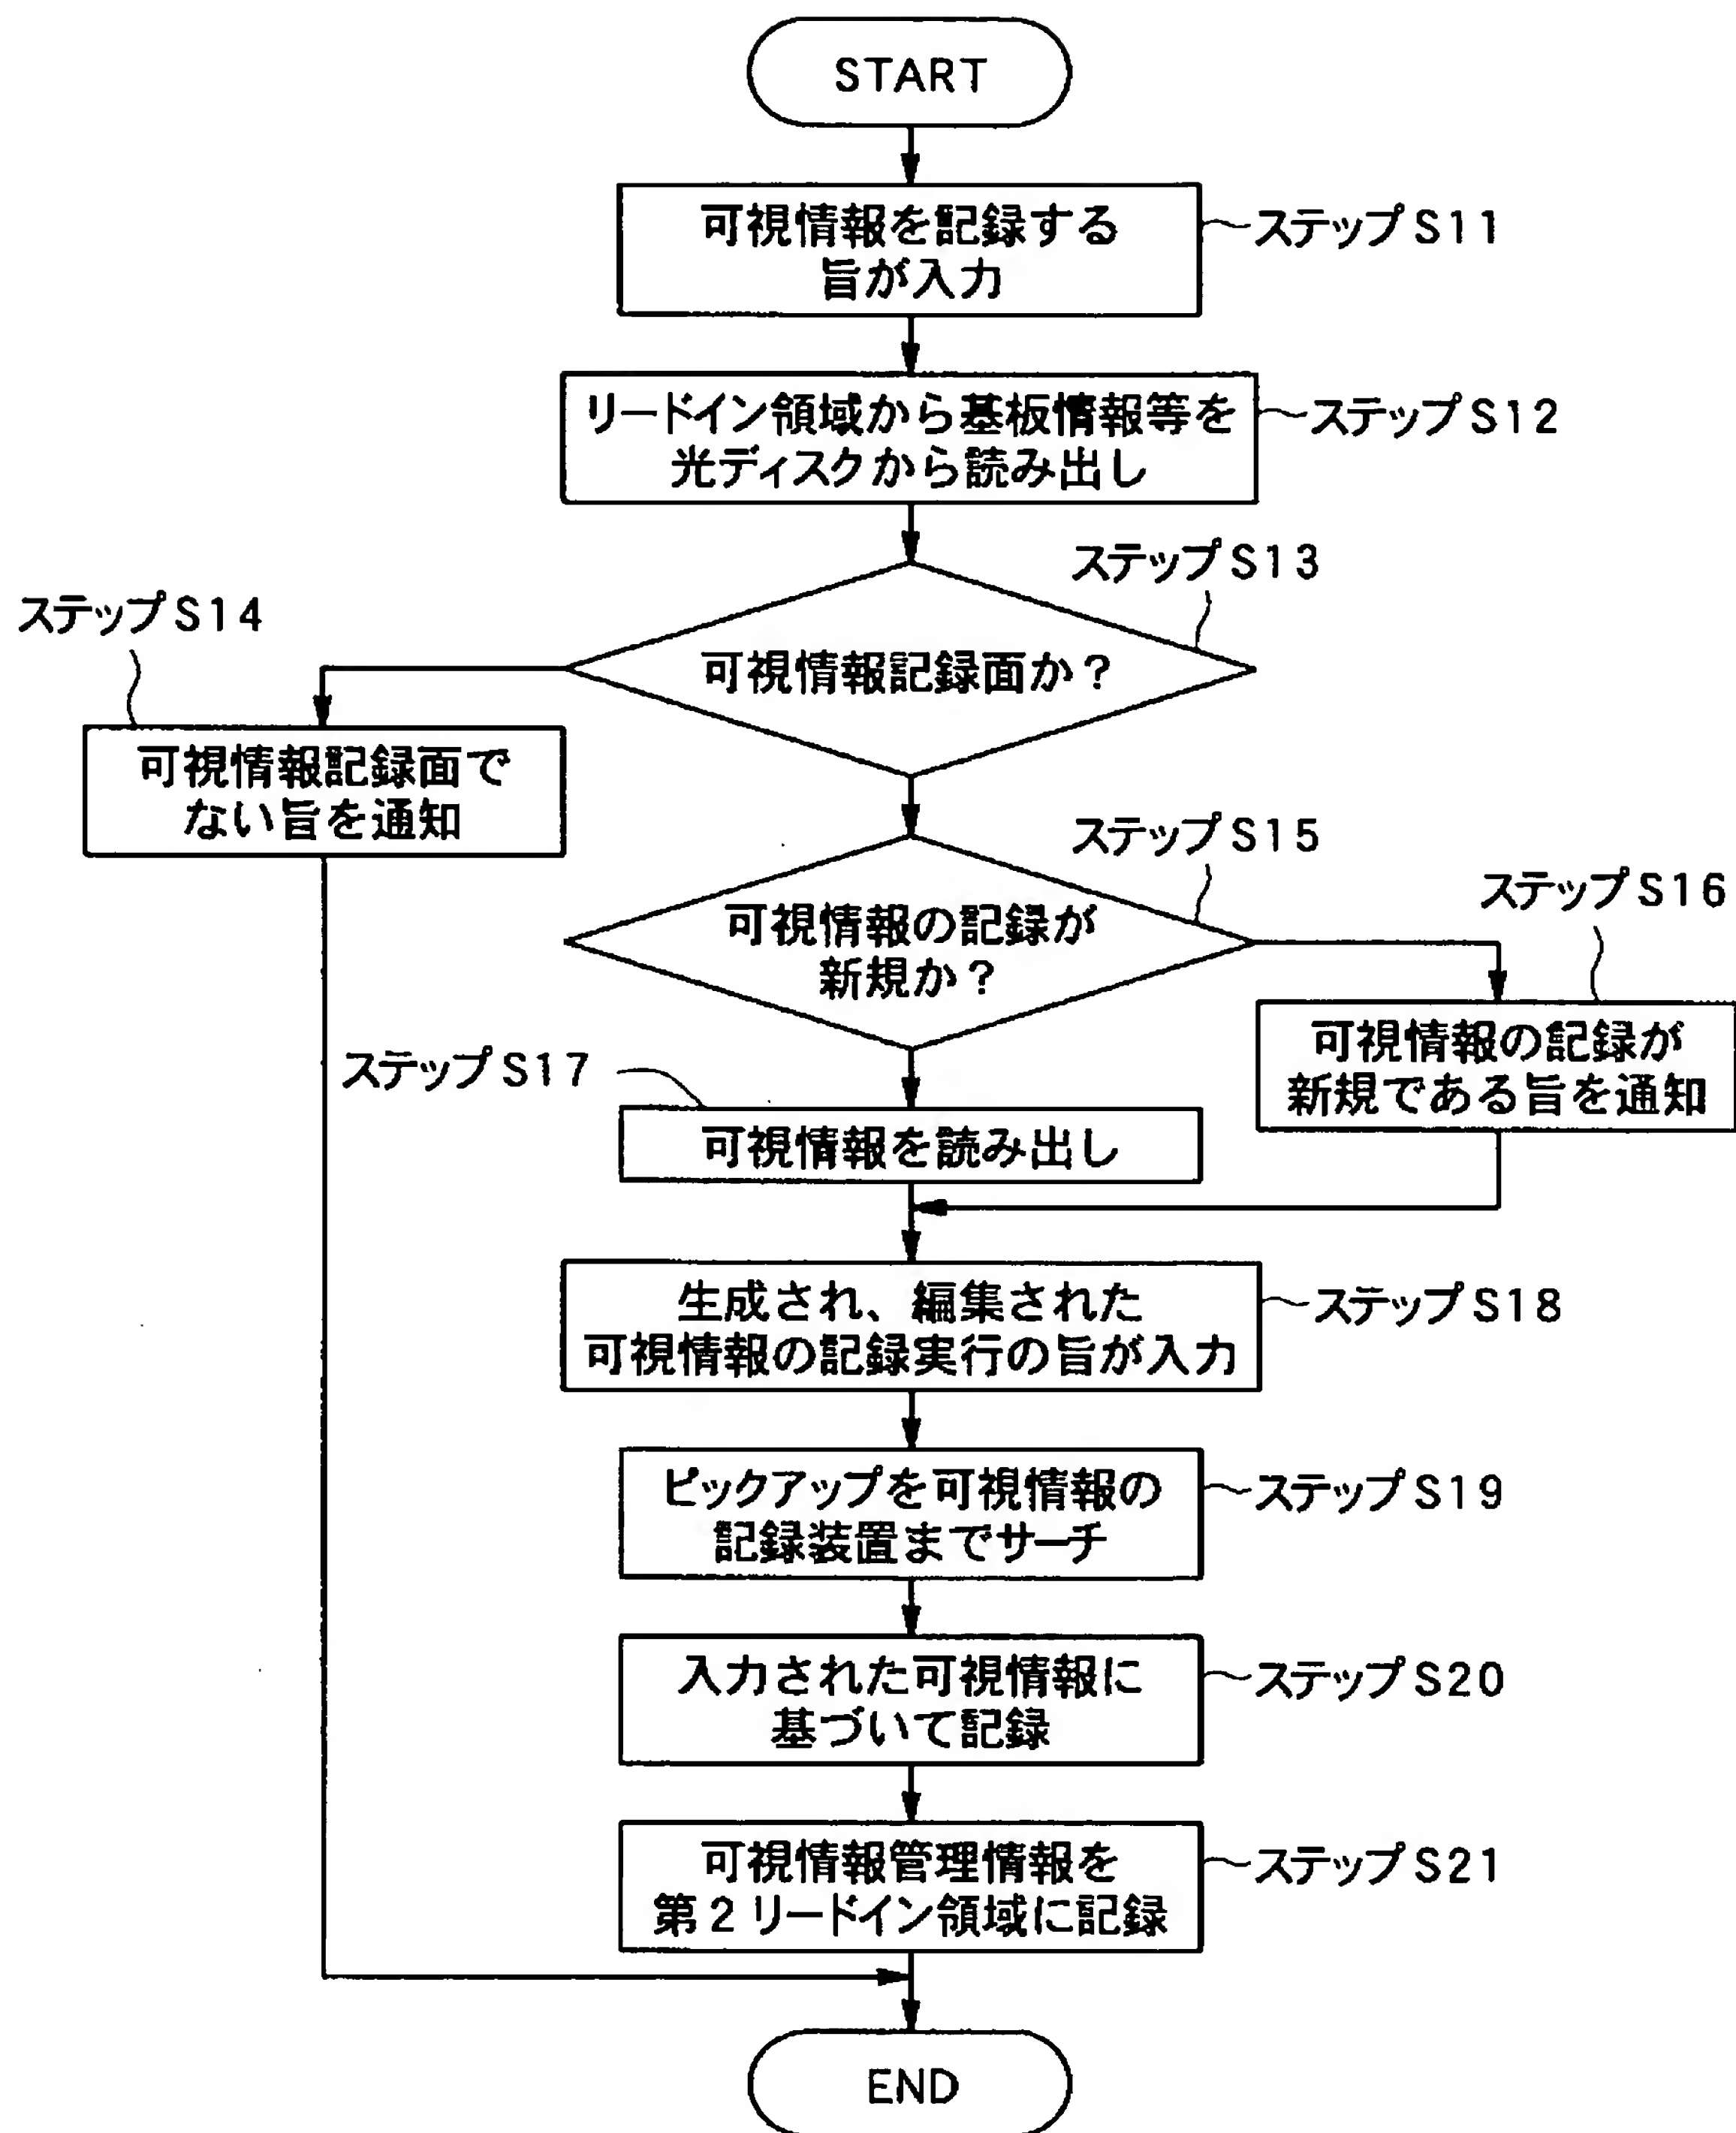 START
可視情報を記録する
旨が入力
ステップS11
リードイン領域から基板情報等を
光ディスクから読み出し
ステップS12
ステップS13
可視情報記録面か？
ステップS14
可視情報記録面で
ない旨を通知
ステップS15
可視情報の記録が
新規か？
ステップS16
可視情報の記録が
新規である旨を通知
ステップS17
可視情報を読み出し
生成され、編集された
可視情報の記録実行の旨が入力
ステップS18
ピックアップを可視情報の
記録装置までサーチ
ステップS19
入力された可視情報に
基づいて記録
ステップS20
可視情報管理情報を
第2リードイン領域に記録
ステップS21
END